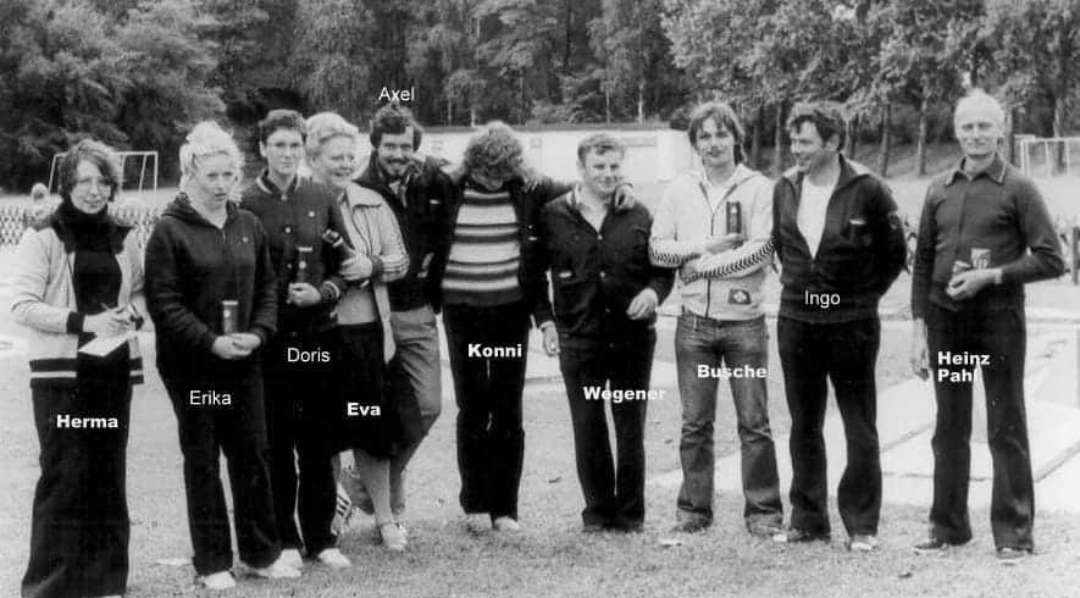 Axel
Herma
Erika
Doris
Eva
Konni
Wegener
Busche
Ingo
Heinz
Pahl